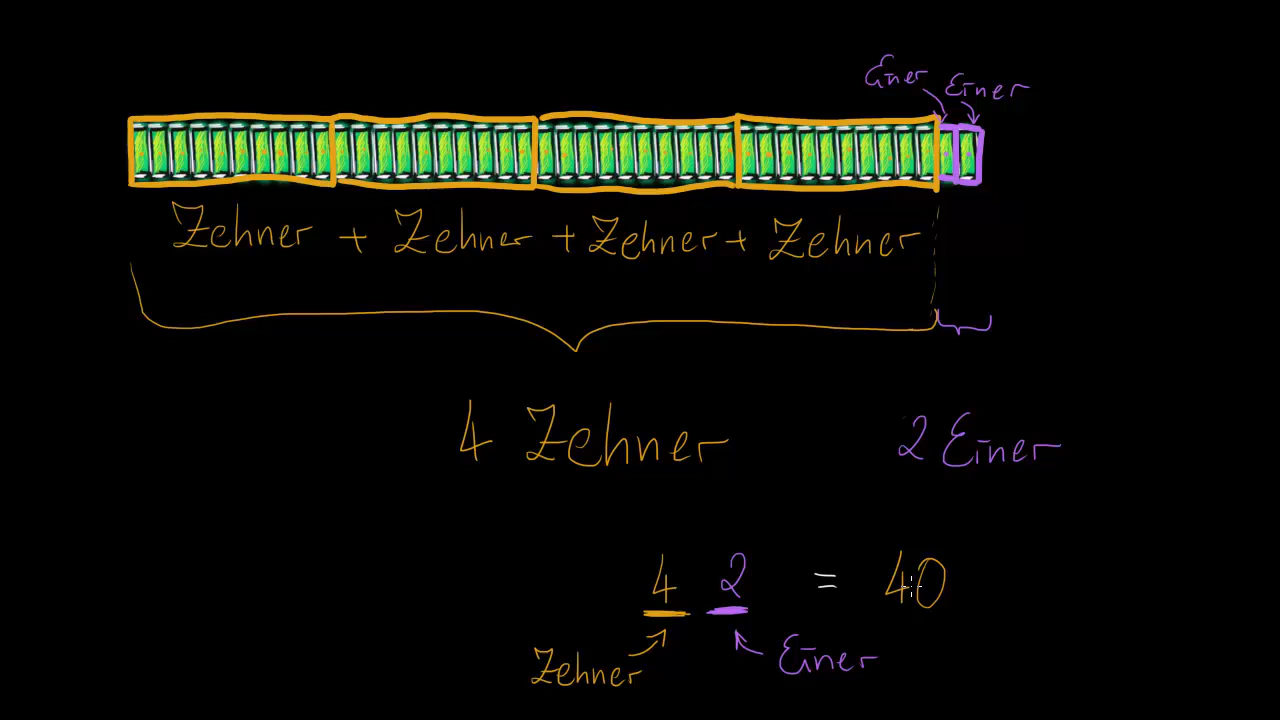 Einer Einer
Zehner + Zehner + Zehner + Zehner
4 Zehner 2 Einer
4 2 = 40
Zehner Einer